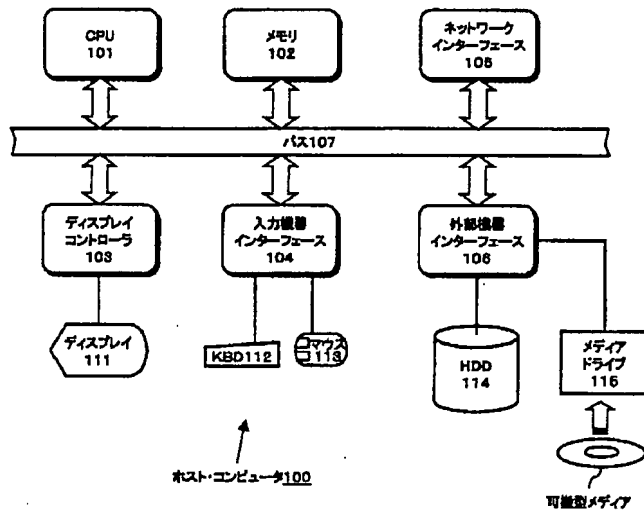 CPU
101
メモリ
102
ネットワーク
インターフェース
105
バス107
ディスプレイ
コントローラ
103
入力機器
インターフェース
104
外部機器
インターフェース
106
ディスプレイ
111
KBD112
マウス
113
HDD
114
メディア
ドライブ
115
ホスト・コンピュータ100
可搬型メディア